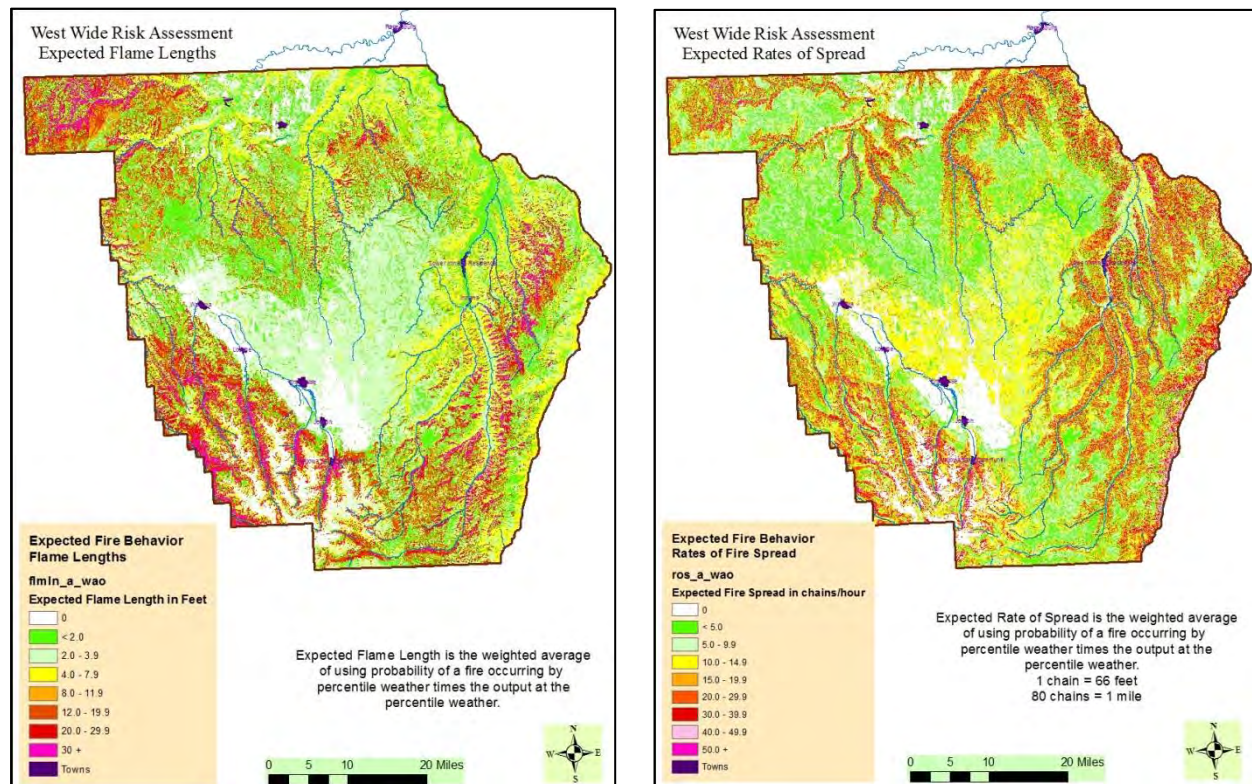 West Wide Risk Assessment
Expected Flame Lengths
Expected Fire Behavior
Flame Lengths
flmln_a_wao
Expected Flame Length in Feet
0
< 2.0
2.0 - 3.9
4.0 - 7.9
8.0 - 11.9
12.0 - 19.9
20.0 - 29.9
30 +
Towns
Expected Flame Length is the weighted average
of using probability of a fire occurring by
percentile weather times the output at the
percentile weather.
N
W E
S
0 5 10 20 Miles
West Wide Risk Assessment
Expected Rates of Spread
Expected Fire Behavior
Rates of Fire Spread
ros_a_wao
Expected Fire Spread in chains/hour
0
< 5.0
5.0 - 9.9
10.0 - 14.9
15.0 - 19.9
20.0 - 29.9
30.0 - 39.9
40.0 - 49.9
50.0 +
Towns
Expected Rate of Spread is the weighted average
of using probability of a fire occurring by
percentile weather times the output at the
percentile weather.
1 chain = 66 feet
80 chains = 1 mile
N
W E
S
0 5 10 20 Miles